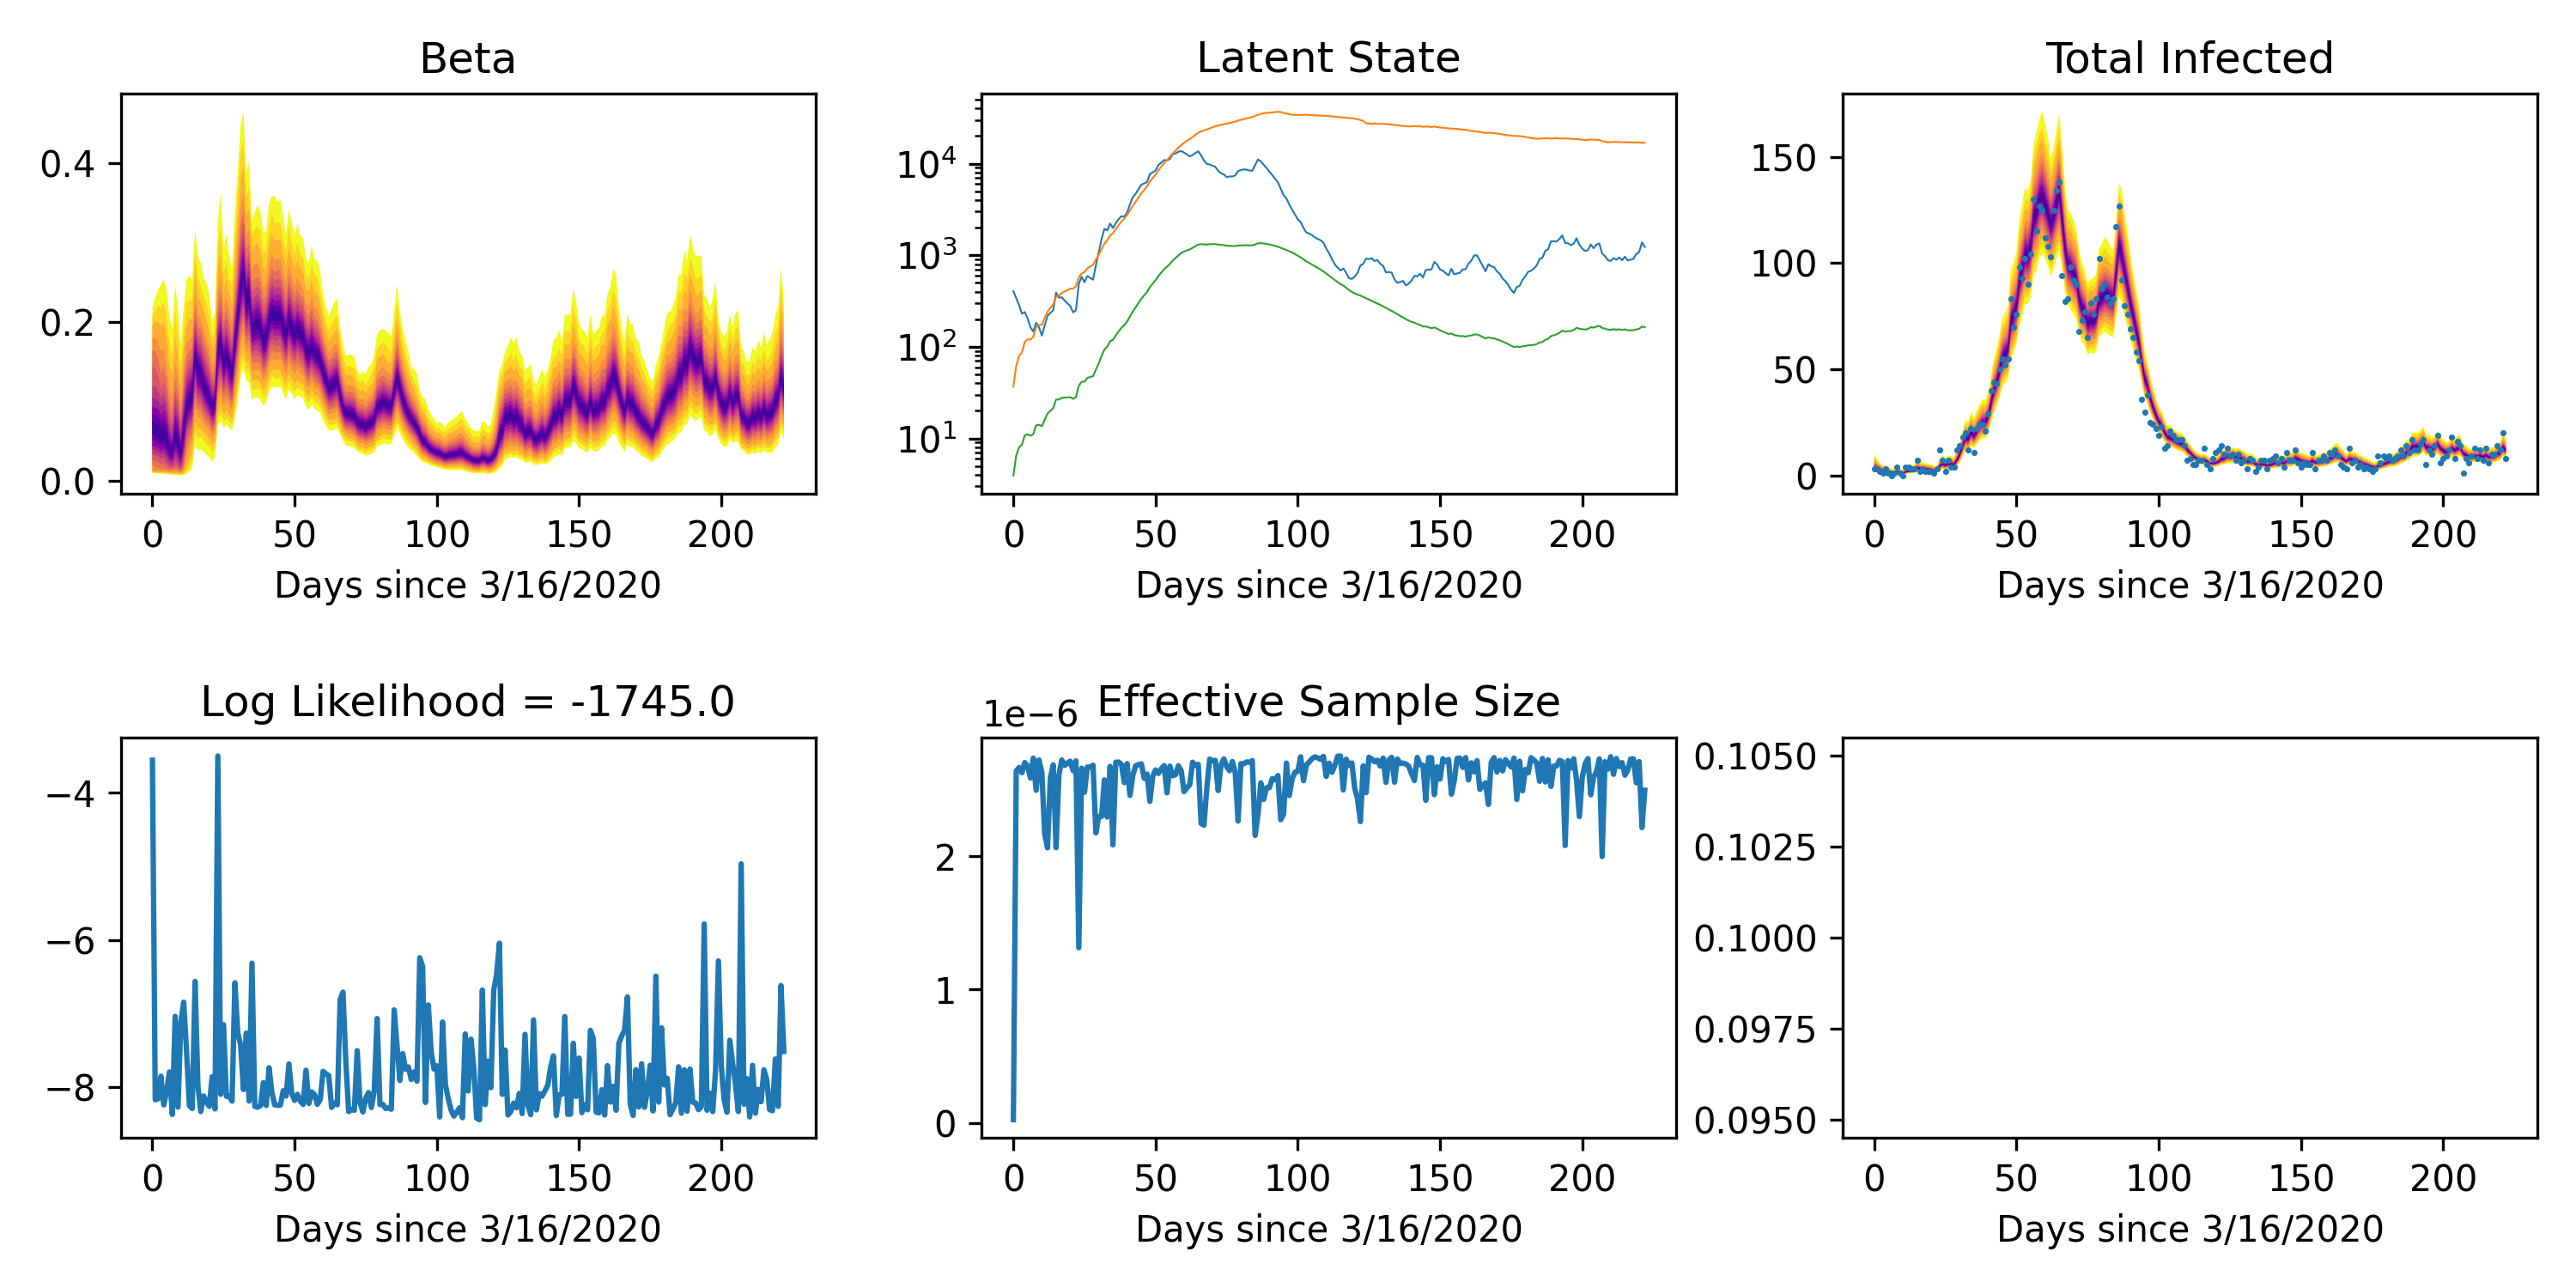 Beta
0.4
0.2
0.0
0 50 100 150 200
Days since 3/16/2020
Latent State
10^4
10^3
10^2
10^1
0 50 100 150 200
Days since 3/16/2020
Total Infected
150
100
50
0
0 50 100 150 200
Days since 3/16/2020
Log Likelihood = -1745.0
−4
−6
−8
0 50 100 150 200
Days since 3/16/2020
Effective Sample Size
1e−6
2
1
0
0 50 100 150 200
Days since 3/16/2020
0.1050
0.1025
0.1000
0.0975
0.0950
0 50 100 150 200
Days since 3/16/2020